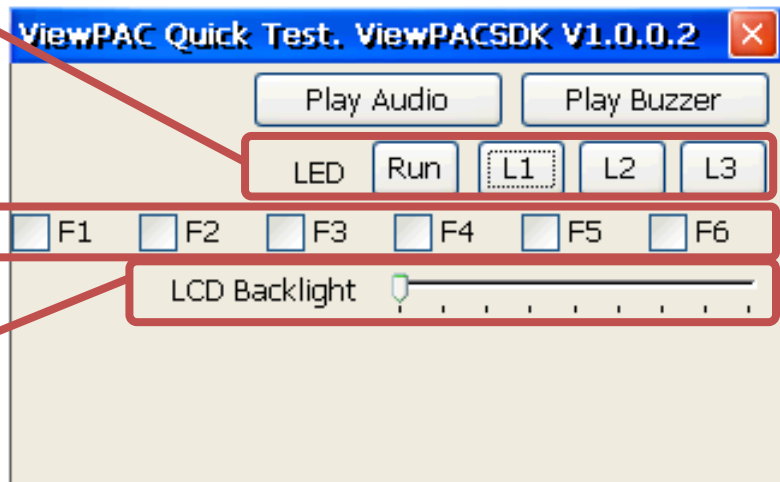 ViewPAC Quick Test. ViewPACSDK V1.0.0.2
Play Audio Play Buzzer
LED Run L1 L2 L3
F1 F2 F3 F4 F5 F6
LCD Backlight